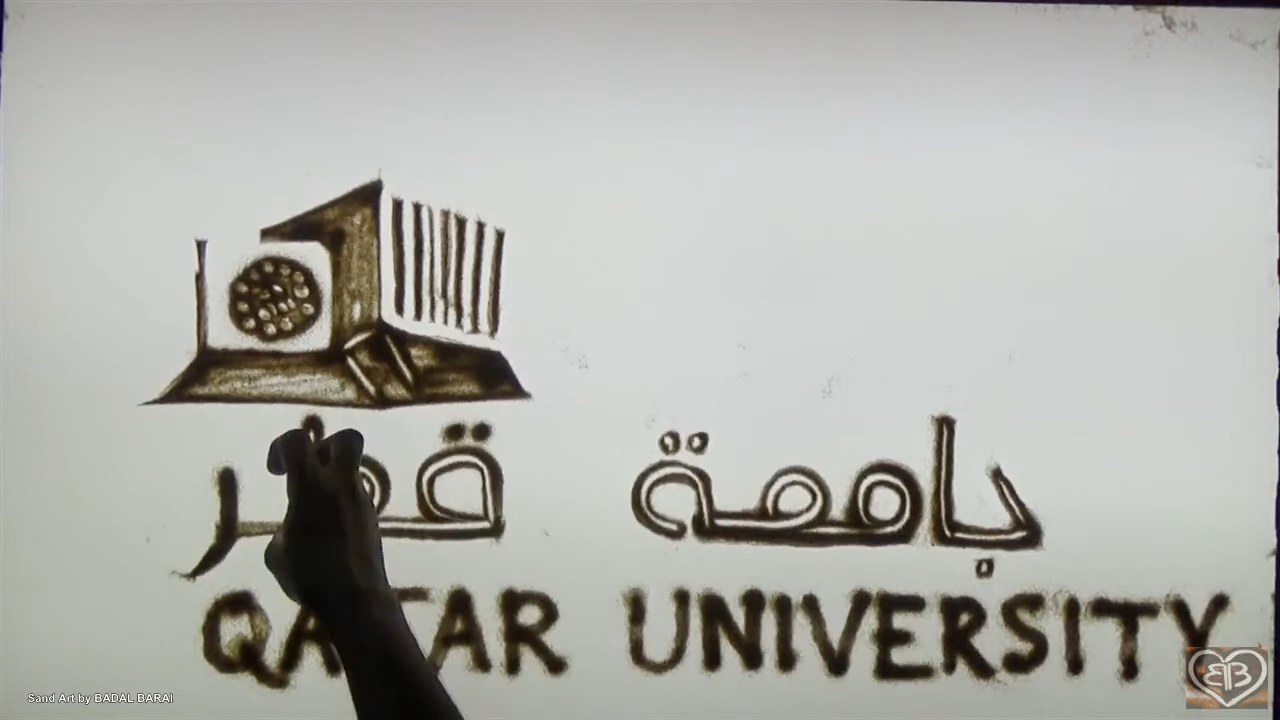 جامعة قطر
QATAR UNIVERSITY
Sand Art by BADAL BARAI